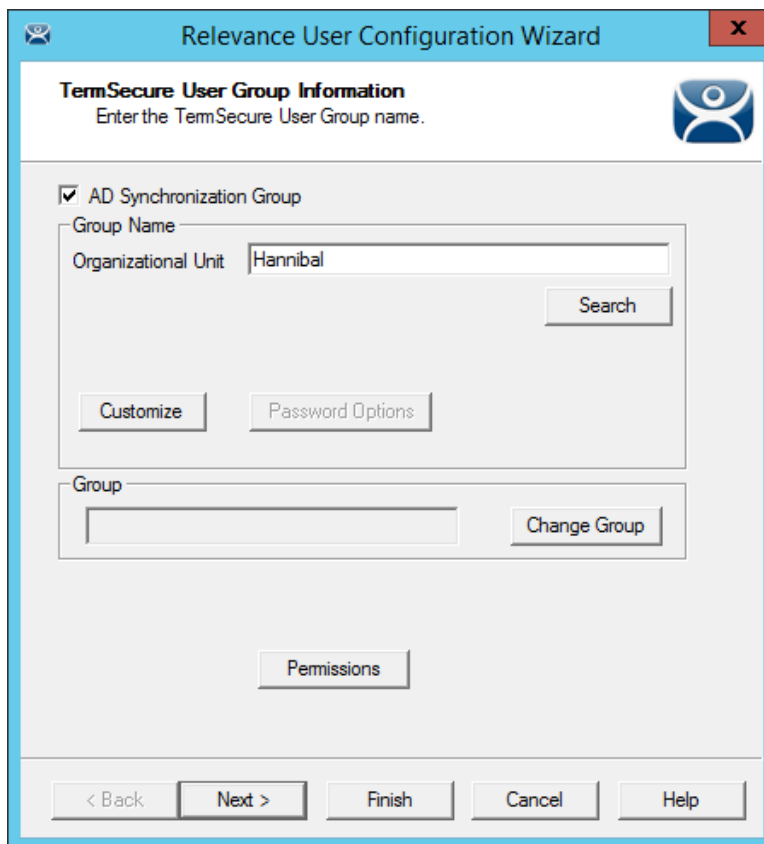 Relevance User Configuration Wizard
x
TermSecure User Group Information
Enter the TermSecure User Group name.
AD Synchronization Group
Group Name
Organizational Unit Hannibal
Search
Customize Password Options
Group
Change Group
Permissions
< Back Next > Finish Cancel Help